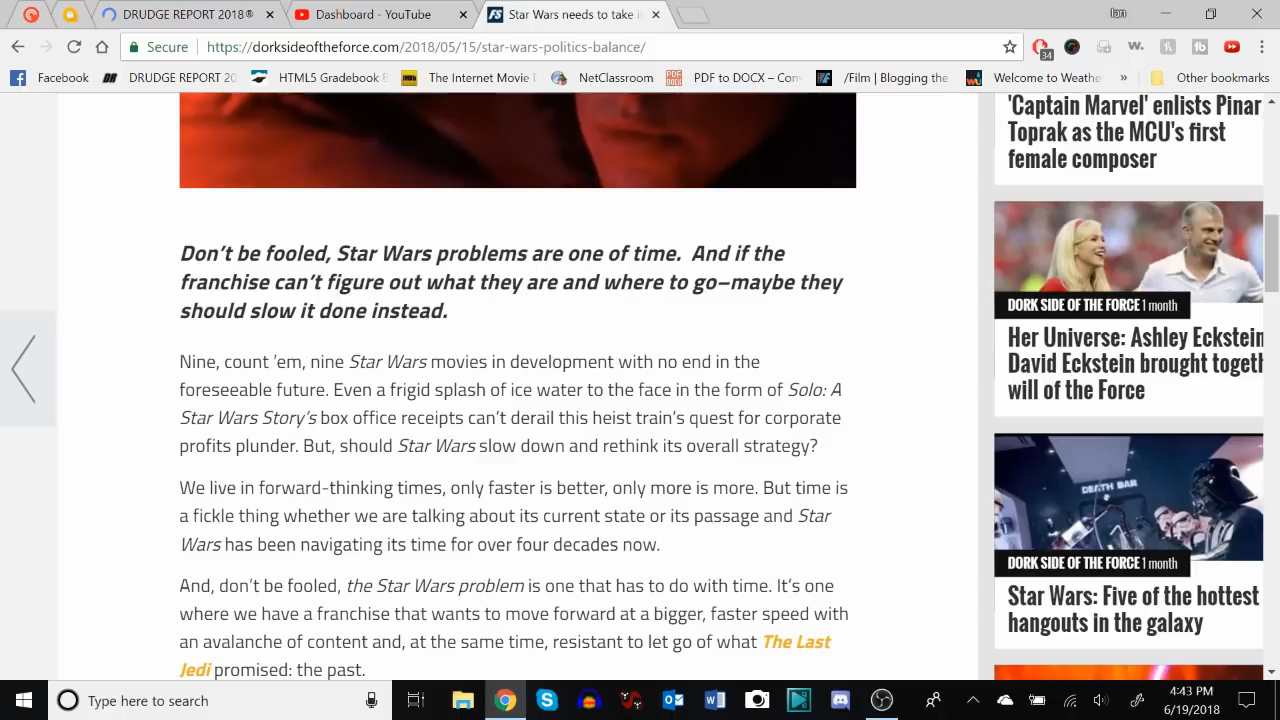 DRUDGE REPORT 2018®
Dashboard - YouTube
Star Wars needs to take
Secure
https://dorksideoftheforce.com/2018/05/15/star-wars-politics-balance/
34
Facebook
DRUDGE REPORT 20
HTML5 Gradebook
The Internet Movie
NetClassroom
PDF to DOCX – Con
/Film | Blogging the
Welcome to Weathe
»
Other bookmarks
Don't be fooled, Star Wars problems are one of time. And if the
franchise can't figure out what they are and where to go–maybe they
should slow it done instead.
Nine, count 'em, nine Star Wars movies in development with no end in the
foreseeable future. Even a frigid splash of ice water to the face in the form of Solo: A
Star Wars Story's box office receipts can't derail this heist train's quest for corporate
profits plunder. But, should Star Wars slow down and rethink its overall strategy?
We live in forward-thinking times, only faster is better, only more is more. But time is
a fickle thing whether we are talking about its current state or its passage and Star
Wars has been navigating its time for over four decades now.
And, don't be fooled, the Star Wars problem is one that has to do with time. It's one
where we have a franchise that wants to move forward at a bigger, faster speed with
an avalanche of content and, at the same time, resistant to let go of what The Last
Jedi promised: the past.
'Captain Marvel' enlists Pinar
Toprak as the MCU's first
female composer
DORK SIDE OF THE FORCE 1 month
Her Universe: Ashley Eckstein
David Eckstein brought togeth
will of the Force
DEATH BAR
DORK SIDE OF THE FORCE 1 month
Star Wars: Five of the hottest
hangouts in the galaxy
Type here to search
4:43 PM
6/19/2018